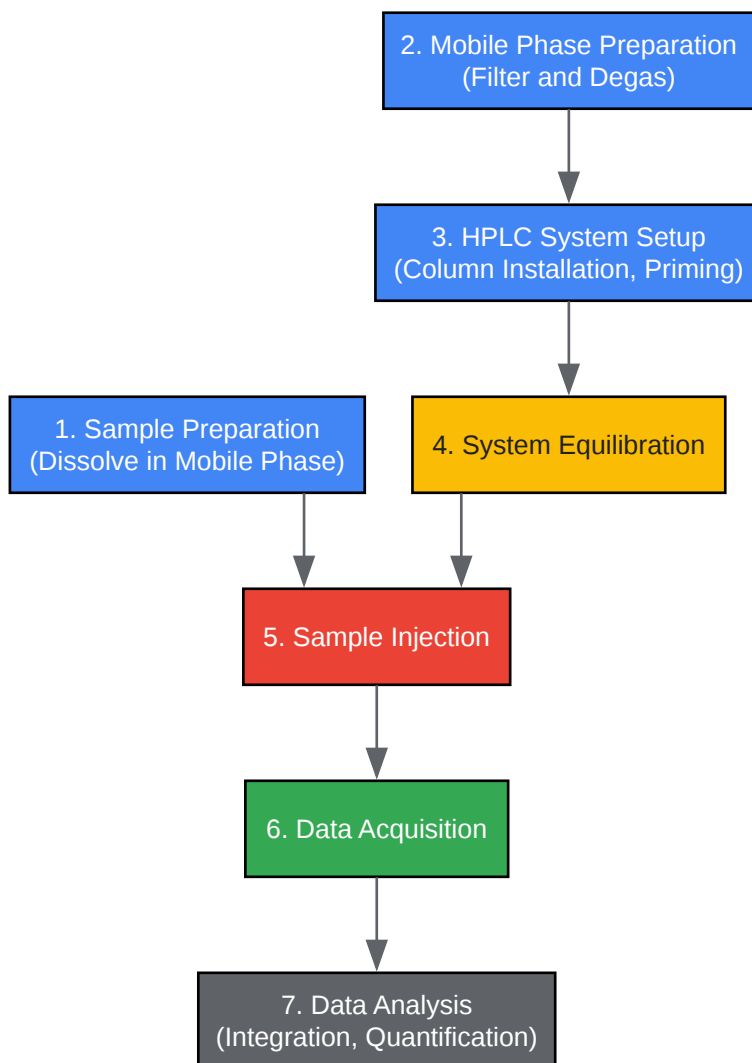 2. Mobile Phase Preparation
(Filter and Degas)
3. HPLC System Setup
(Column Installation, Priming)
1. Sample Preparation
(Dissolve in Mobile Phase)
4. System Equilibration
5. Sample Injection
6. Data Acquisition
7. Data Analysis
(Integration, Quantification)